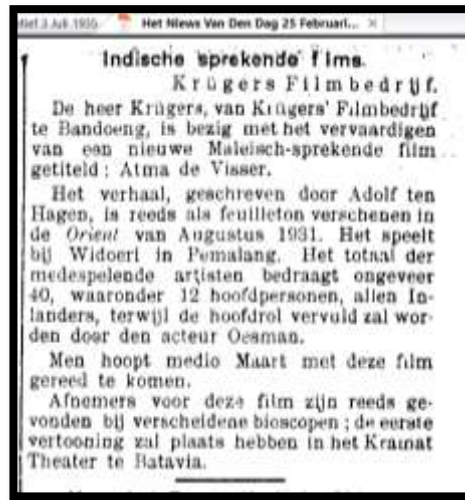 Het Niews Van Den Dag 25 Februari...
Indische sprekende films.
Krügers Filmbedrijf.
De heer Krugers, van Krugers' Filmbedrijf
te Bandoeng, is bezig met het vervaardigen
van een nieuwe Maleisch-sprekende film
getiteld: Atma de Visser.
Het verhaal, geschreven door Adolf ten
Hagen, is reeds als feuilleton verschenen in
de Orient van Augustus 1931. Het speelt
bij Widoeri in Pemalang. Het totaal der
medespelende artisten bedraagt ongeveer
40, waaronder 12 hoofdpersonen, allen In-
landers, terwijl de hoofdrol vervuld zal wor-
den door den acteur Oesman.
Men hoopt medio Maart met deze film
gereed te komen.
Afnemers voor deze film zijn reeds ge-
vonden bij verscheidene bioscopen; de eerste
vertooning zal plaats hebben in het Kramat
Theater te Batavia.